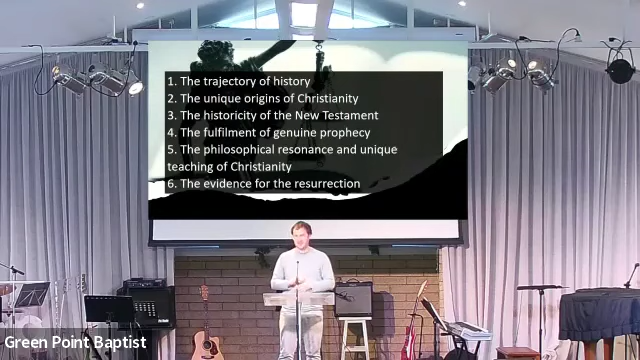 1. The trajectory of history
2. The unique origins of Christianity
3. The historicity of the New Testament
4. The fulfilment of genuine prophecy
5. The philosophical resonance and unique
teaching of Christianity
6. The evidence for the resurrection
Green Point Baptist